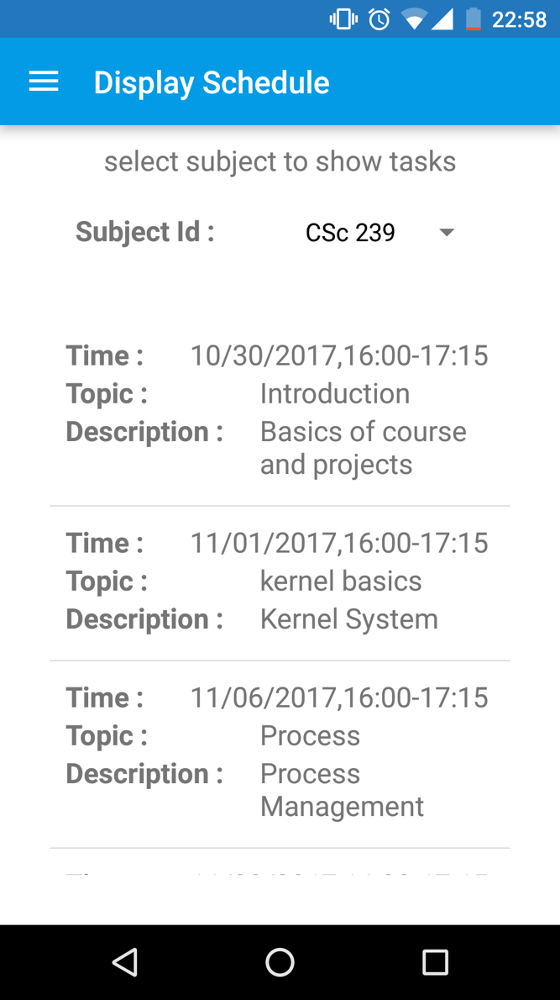 22:58
Display Schedule
select subject to show tasks
Subject Id : CSc 239
Time : 10/30/2017,16:00-17:15
Topic : Introduction
Description : Basics of course
and projects
Time : 11/01/2017,16:00-17:15
Topic : kernel basics
Description : Kernel System
Time : 11/06/2017,16:00-17:15
Topic : Process
Description : Process
Management